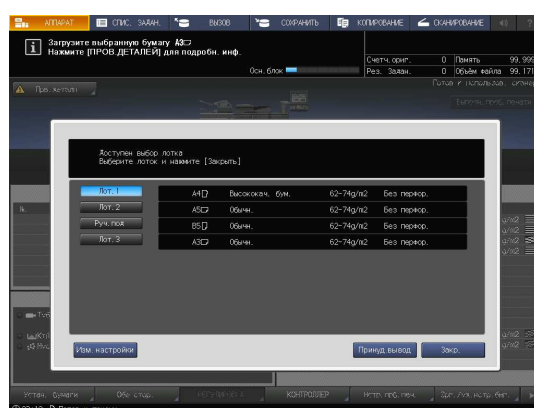 АППАРАТ
СПИС. ЗАДАН.
ВЫЗОВ
СОХРАНИТЬ
КОПИРОВАНИЕ
СКАНИРОВАНИЕ
Загрузите выбранную бумагу A3
Нажмите [ПРОВ ДЕТАЛЕЙ] для подробн. инф.
Осн. блок
Счетч. ориг. 0
Память 99.999
Рез. Задан. 0
Объём файла 99.171
Доступен выбор лотка
Выберите лоток и нажмите [Закрыть]
Лот. 1 A4 Высококач. бум. 62-74g/m2 Без перфор.
Лот. 2 A5 Обычн. 62-74g/m2 Без перфор.
Руч. под B5 Обычн. 62-74g/m2 Без перфор.
Лот. 3 A3 Обычн. 62-74g/m2 Без перфор.
Изм. настройки
Принуд. вывод
Закр.
КОНТРОЛЛЕР